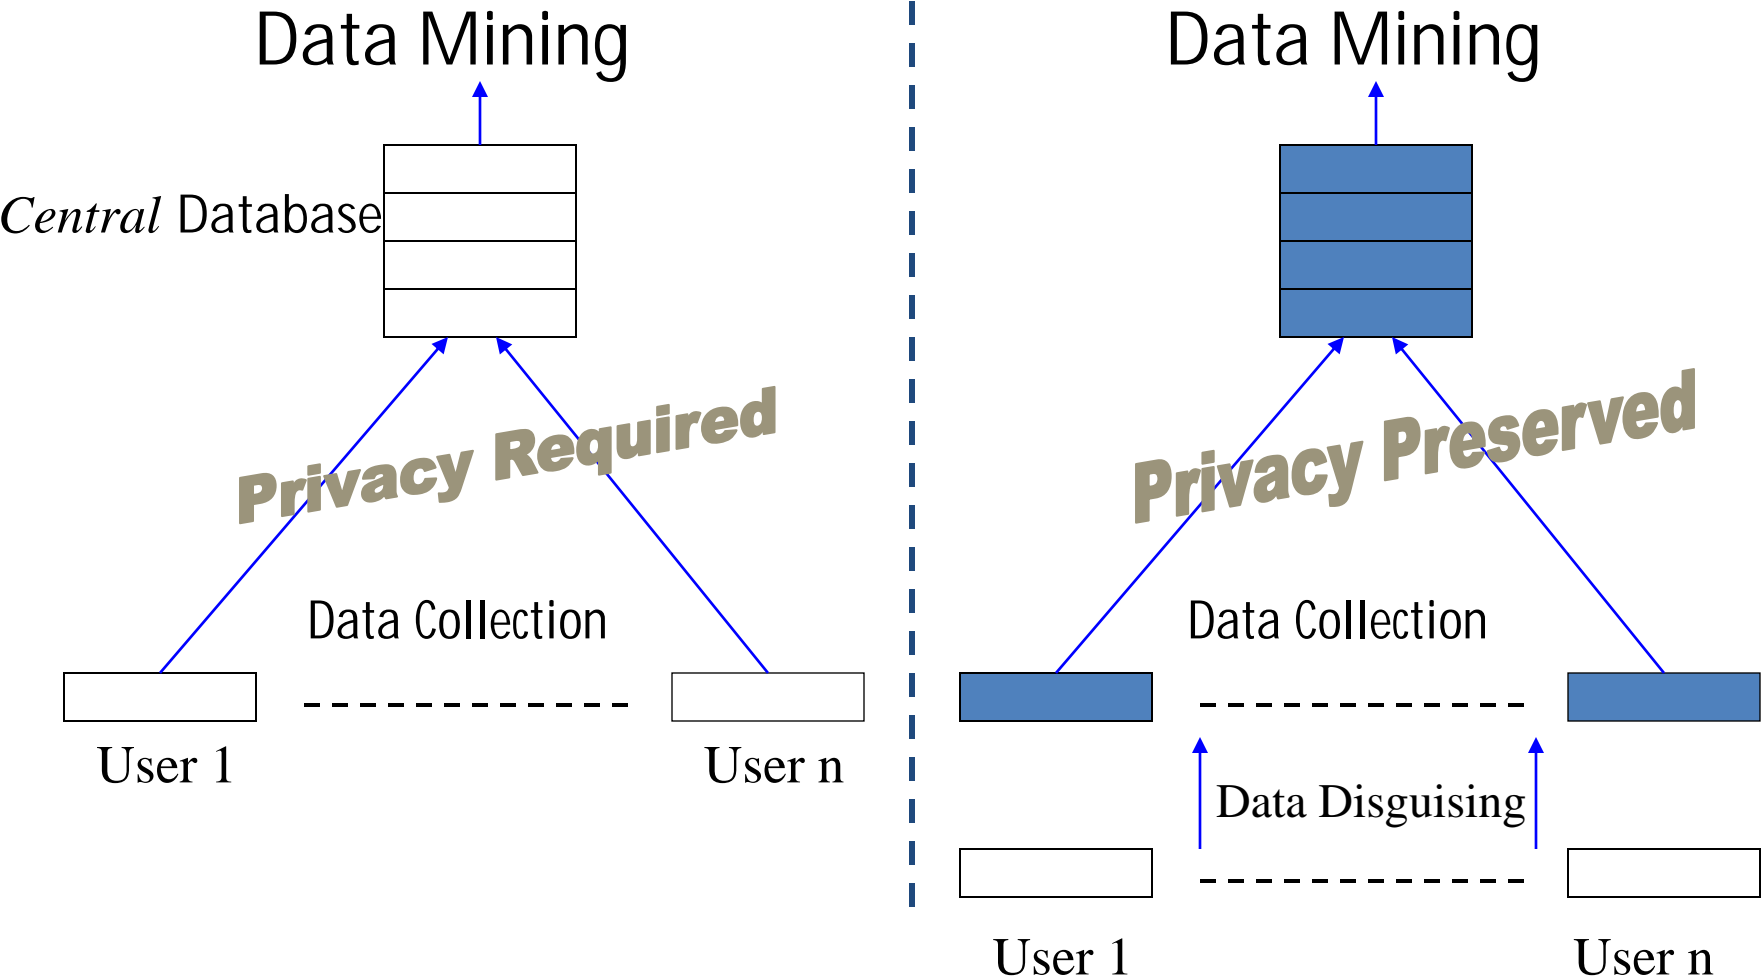 Data Mining
Central Database
Privacy Required
Data Collection
User 1
User n
Data Mining
Privacy Preserved
Data Collection
Data Disguising
User 1
User n